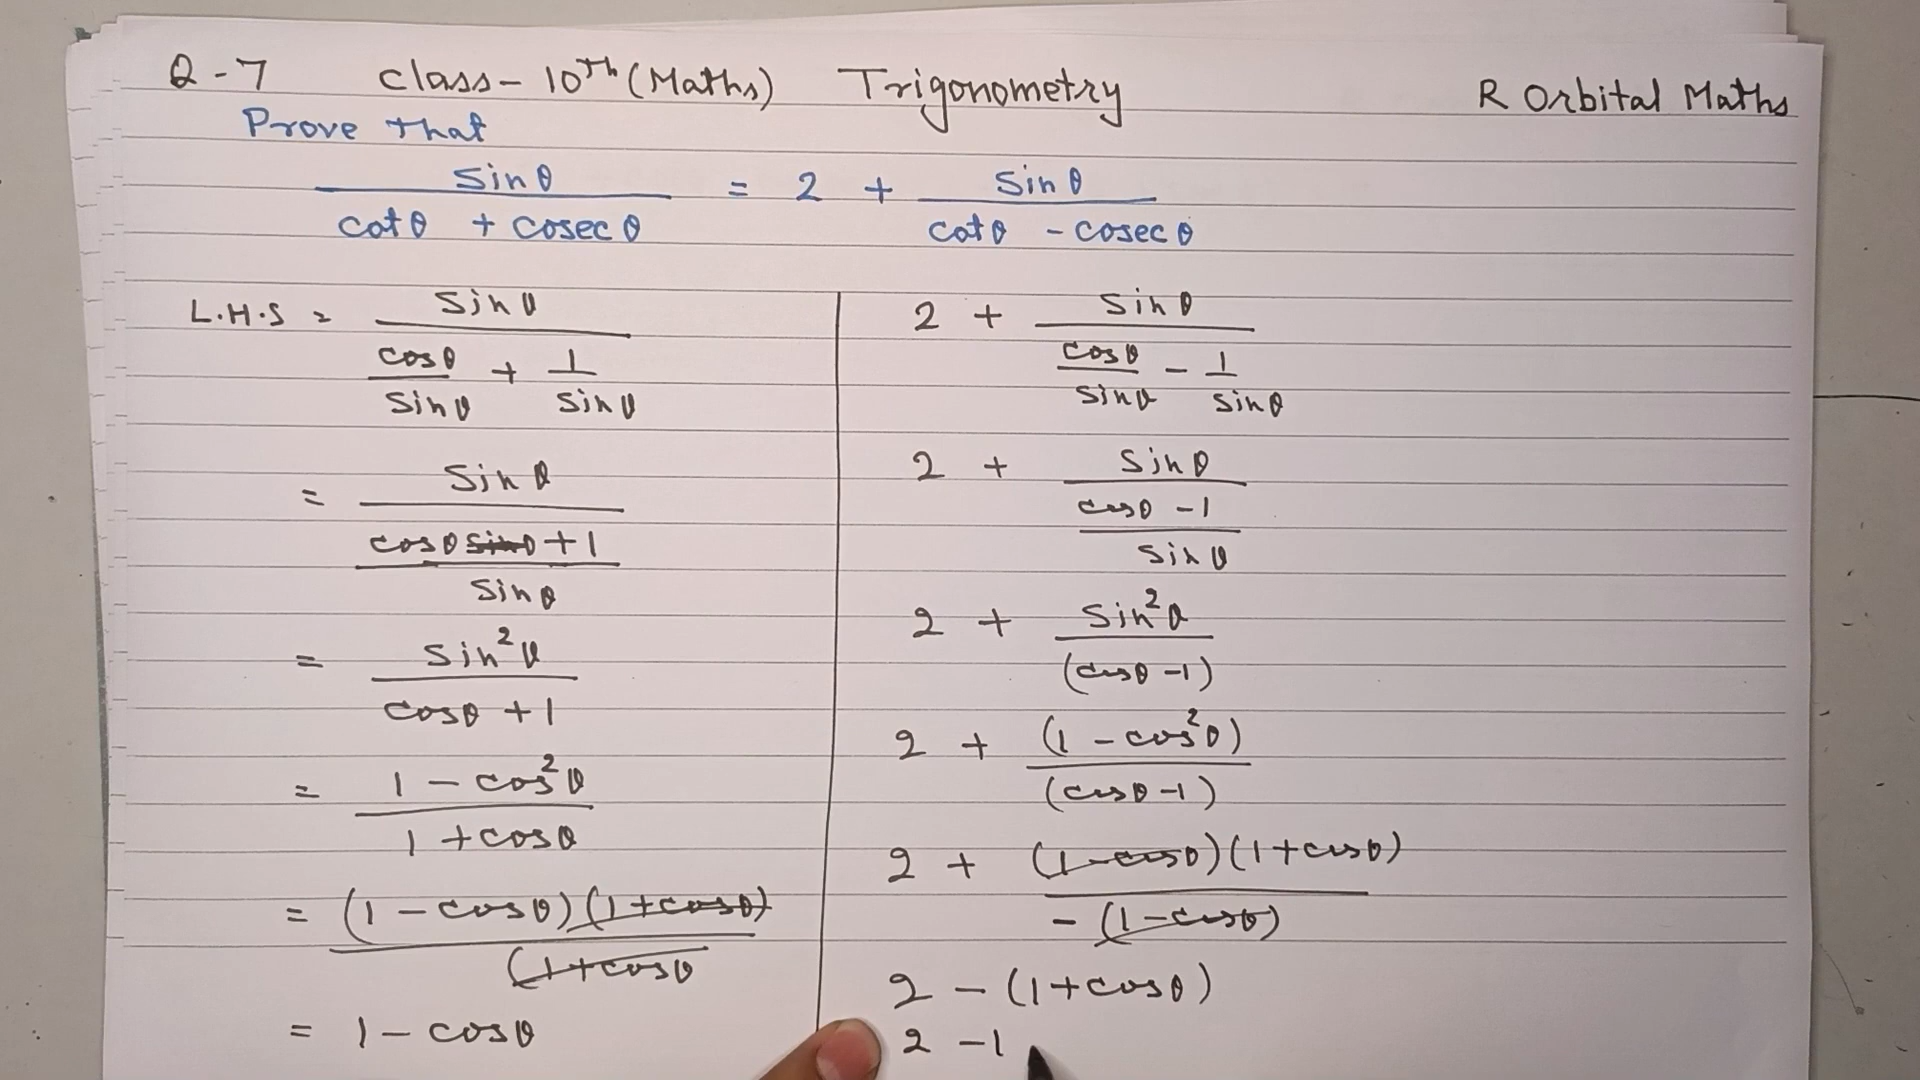 Q-7 Class-10Th (Maths) Trigonometry R Orbital Maths
Prove that
sinθ / (cotθ + cosecθ) = 2 + sinθ / (cotθ - cosecθ)
L.H.S = sinθ / (cosθ/sinθ + 1/sinθ)
= sinθ / ((cosθ sinθ + 1)/sinθ)
= sin²θ / (cosθ + 1)
= (1 - cos²θ) / (1 + cosθ)
= (1 - cosθ)(1 + cosθ) / (1 + cosθ
= 1 - cosθ
2 + sinθ / (cosθ/sinθ - 1/sinθ)
2 + sinθ / ((cosθ - 1)/sinθ)
2 + sin²θ / (cosθ - 1)
2 + (1 - cos²θ) / (cosθ - 1)
2 + (1 - cosθ)(1 + cosθ) / -(1 - cosθ)
2 - (1 + cosθ)
2 - 1